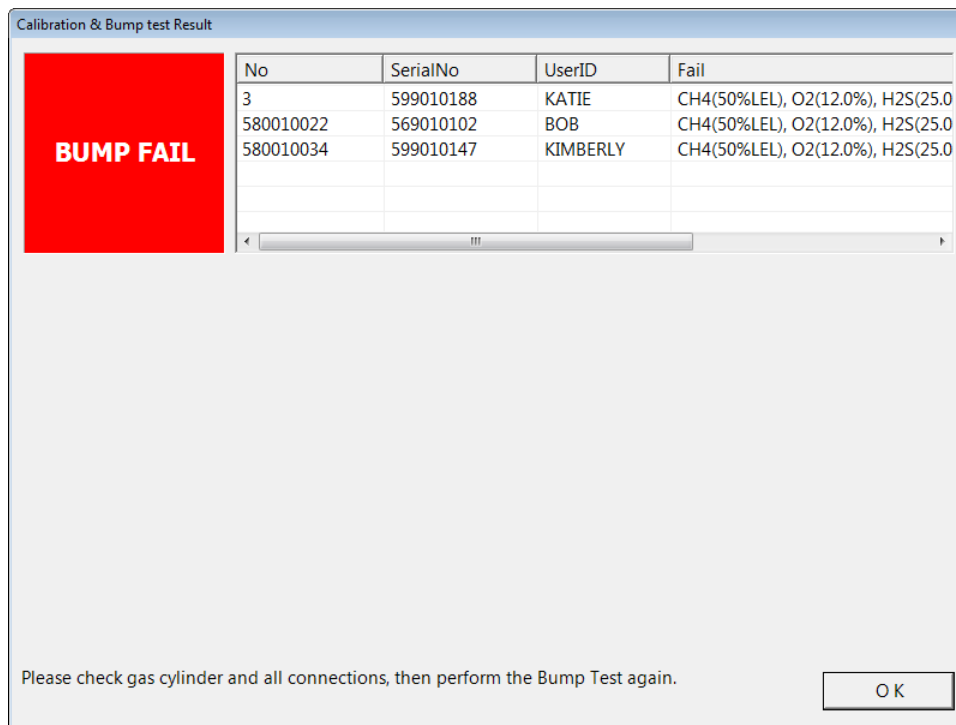 Calibration & Bump test Result
BUMP FAIL
No SerialNo UserID Fail
3 599010188 KATIE CH4(50%LEL), O2(12.0%), H2S(25.0
580010022 569010102 BOB CH4(50%LEL), O2(12.0%), H2S(25.0
580010034 599010147 KIMBERLY CH4(50%LEL), O2(12.0%), H2S(25.0
Please check gas cylinder and all connections, then perform the Bump Test again.
O K